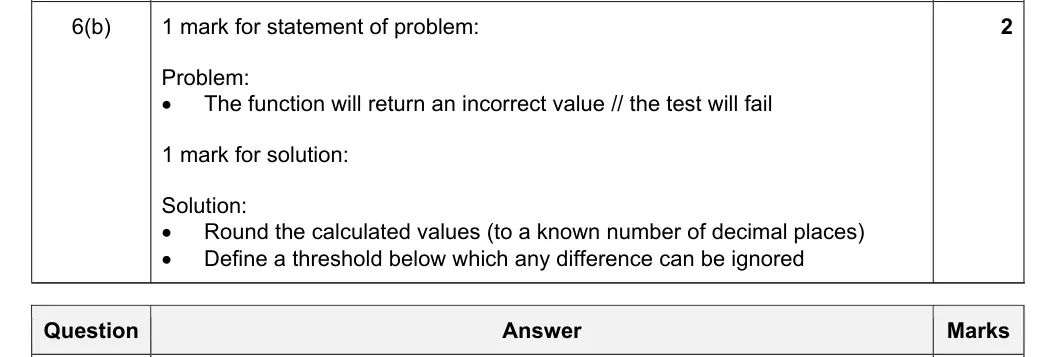 6(b) 1 mark for statement of problem: 2
Problem:
• The function will return an incorrect value // the test will fail
1 mark for solution:
Solution:
• Round the calculated values (to a known number of decimal places)
• Define a threshold below which any difference can be ignored
Question Answer Marks